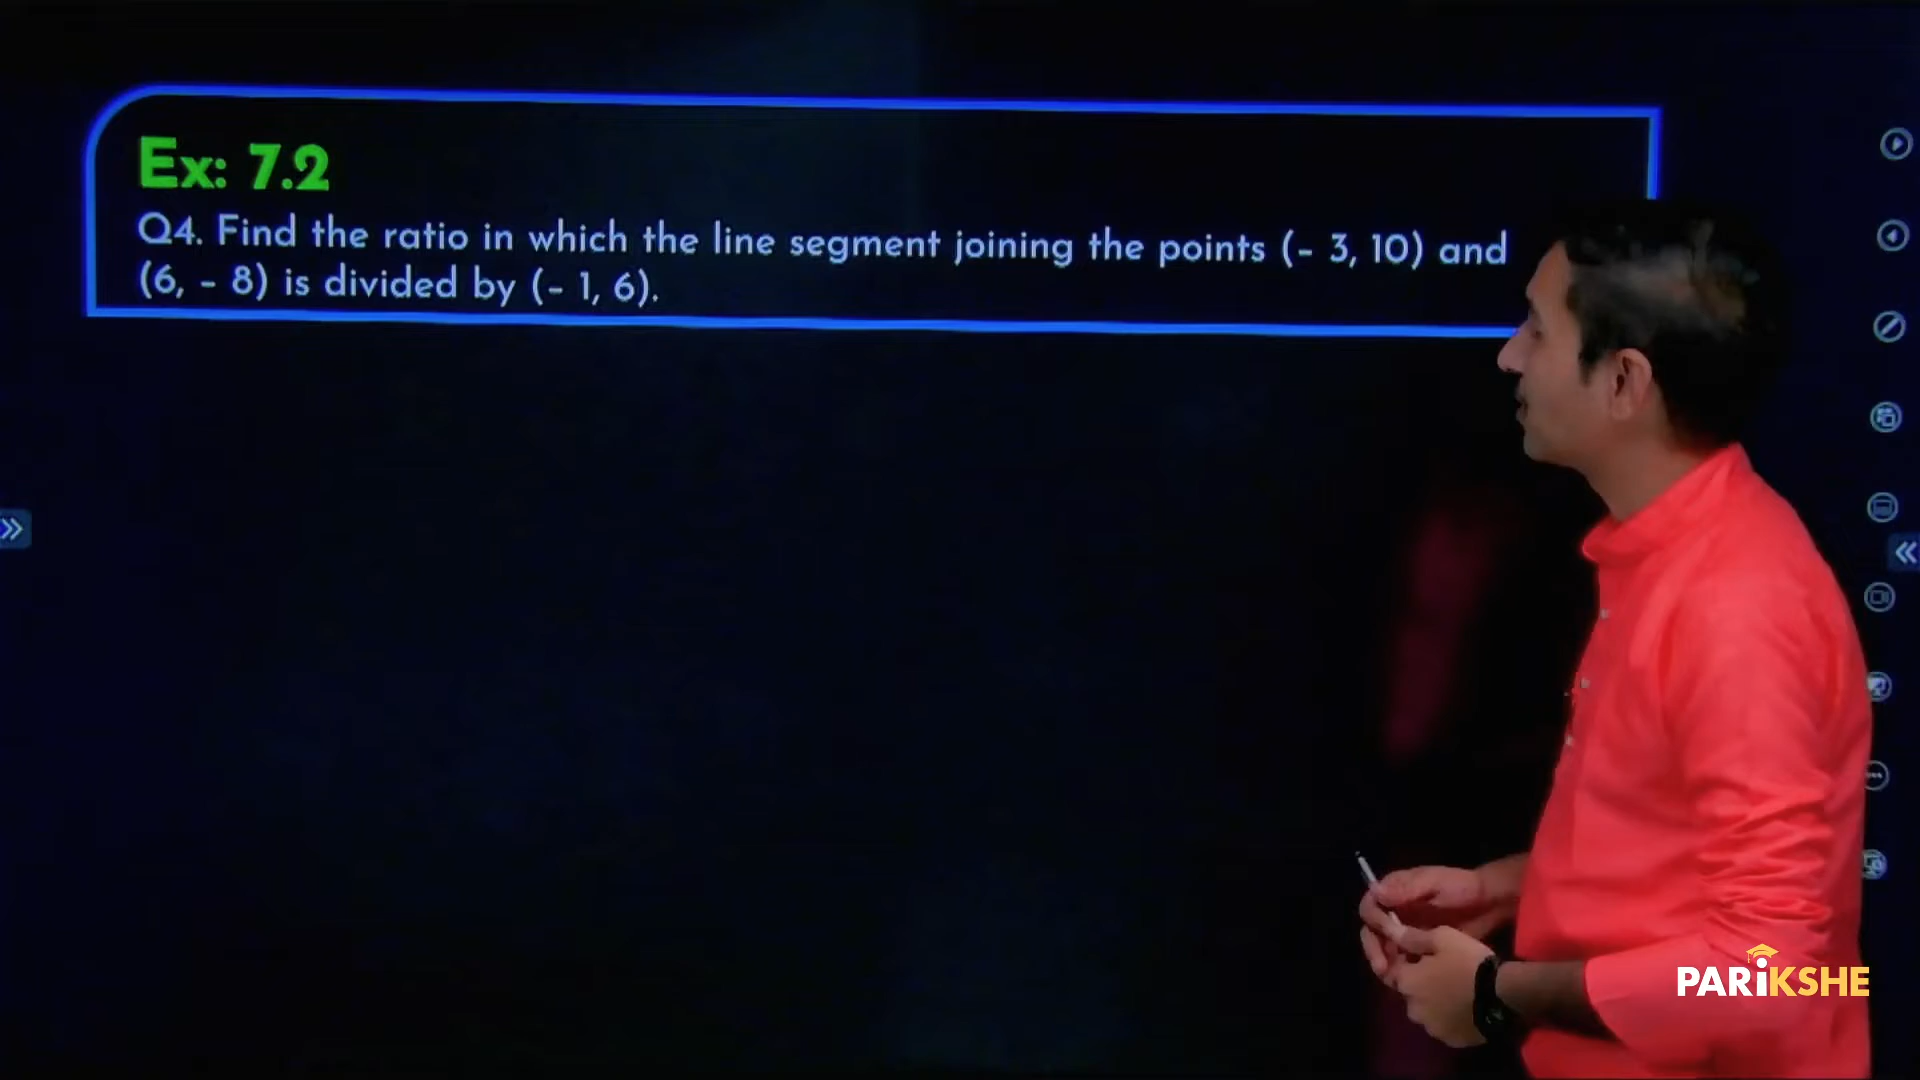 Ex: 7.2
Q4. Find the ratio in which the line segment joining the points (- 3, 10) and
(6, - 8) is divided by (- 1, 6).
PARiKSHE